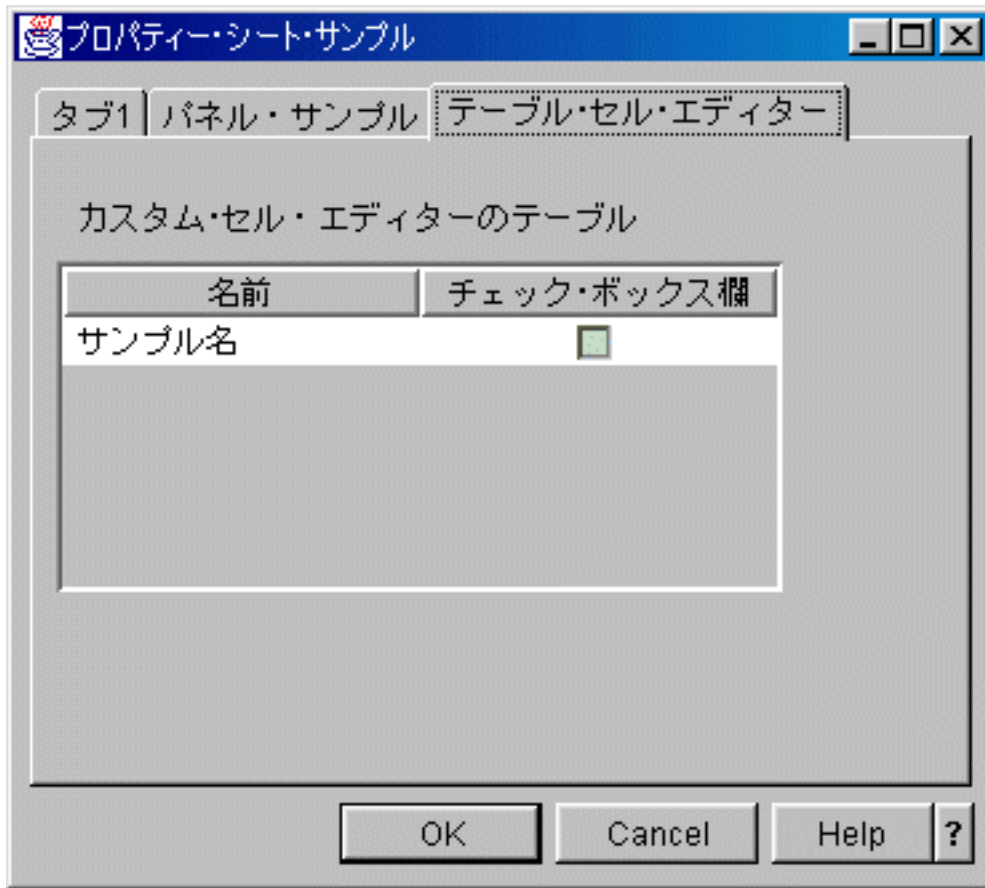 プロパティー・シート・サンプル
タブ1 パネル・サンプル テーブル・セル・エディター
カスタム・セル・エディターのテーブル
名前 チェック・ボックス欄
サンプル名
OK Cancel Help ?